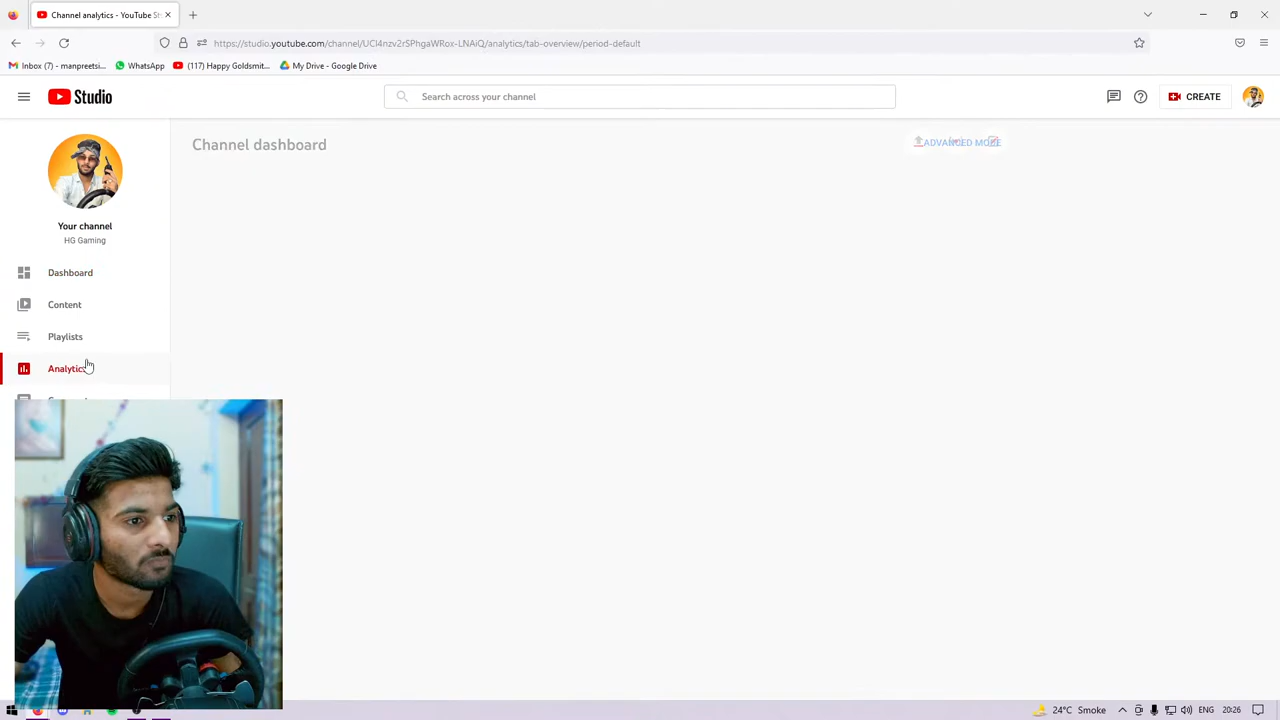 Channel analytics - YouTube St
https://studio.youtube.com/channel/UCI4nzv2rSPhgaWRox-LNAiQ/analytics/tab-overview/period-default
Inbox (7) - manpreetsi...
WhatsApp
(117) Happy Goldsmit...
My Drive - Google Drive
Studio
Search across your channel
CREATE
Channel dashboard
ADVANCED MODE
Your channel
HG Gaming
Dashboard
Content
Playlists
Analytics
24°C Smoke
ENG
20:26